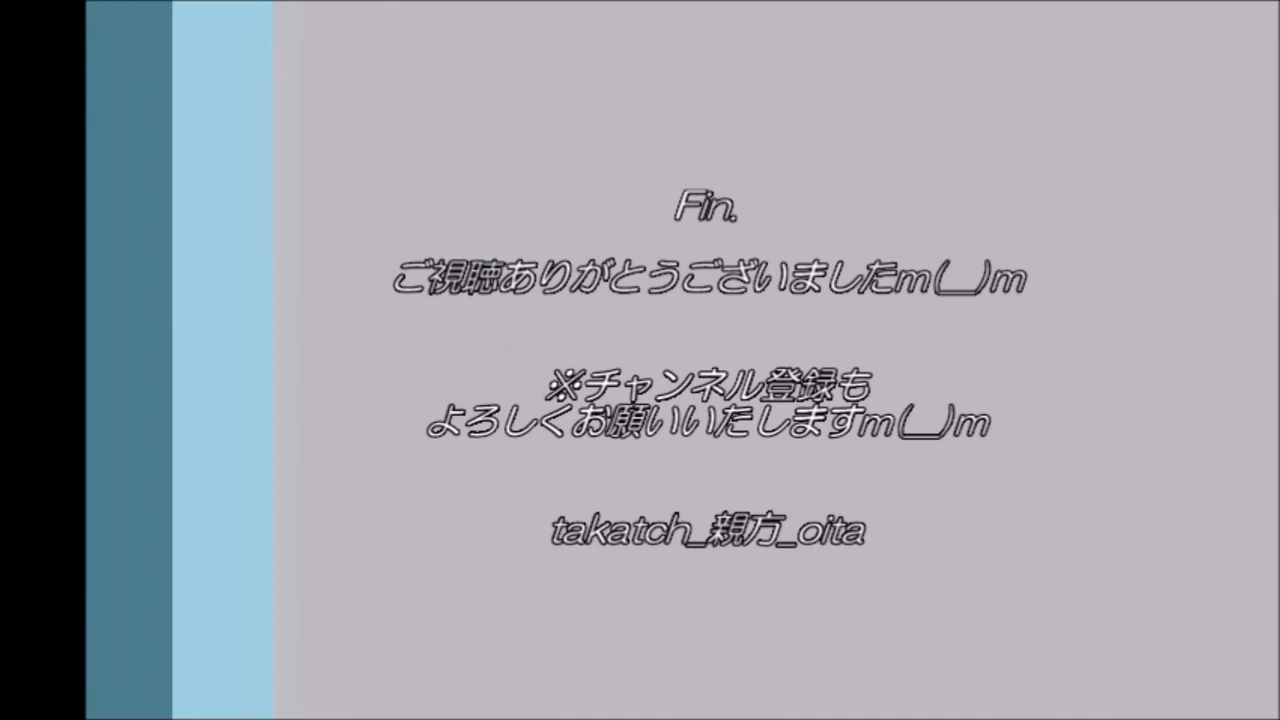 Fin.
ご視聴ありがとうございましたm(__)m
※チャンネル登録も
よろしくお願いいたしますm(__)m
takatch_親方_oita